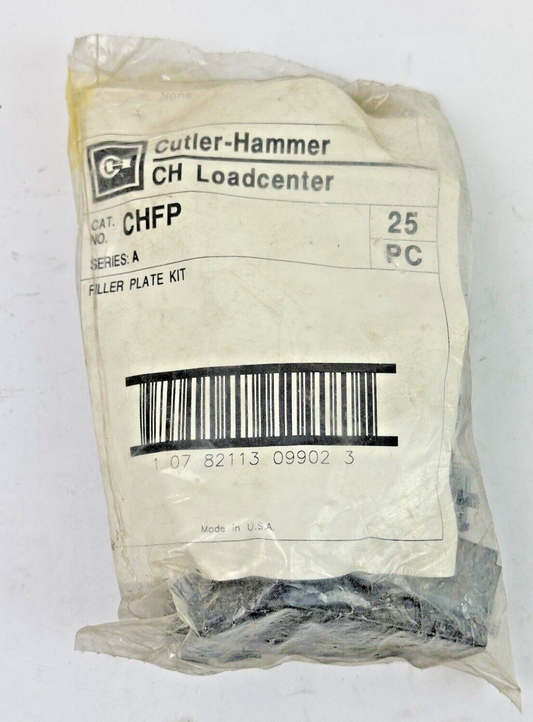 Cutler-Hammer
CH Loadcenter
CAT. NO. CHFP
25 PC
SERIES: A
FILLER PLATE KIT
1 07 82113 09902 3
Made in U.S.A.